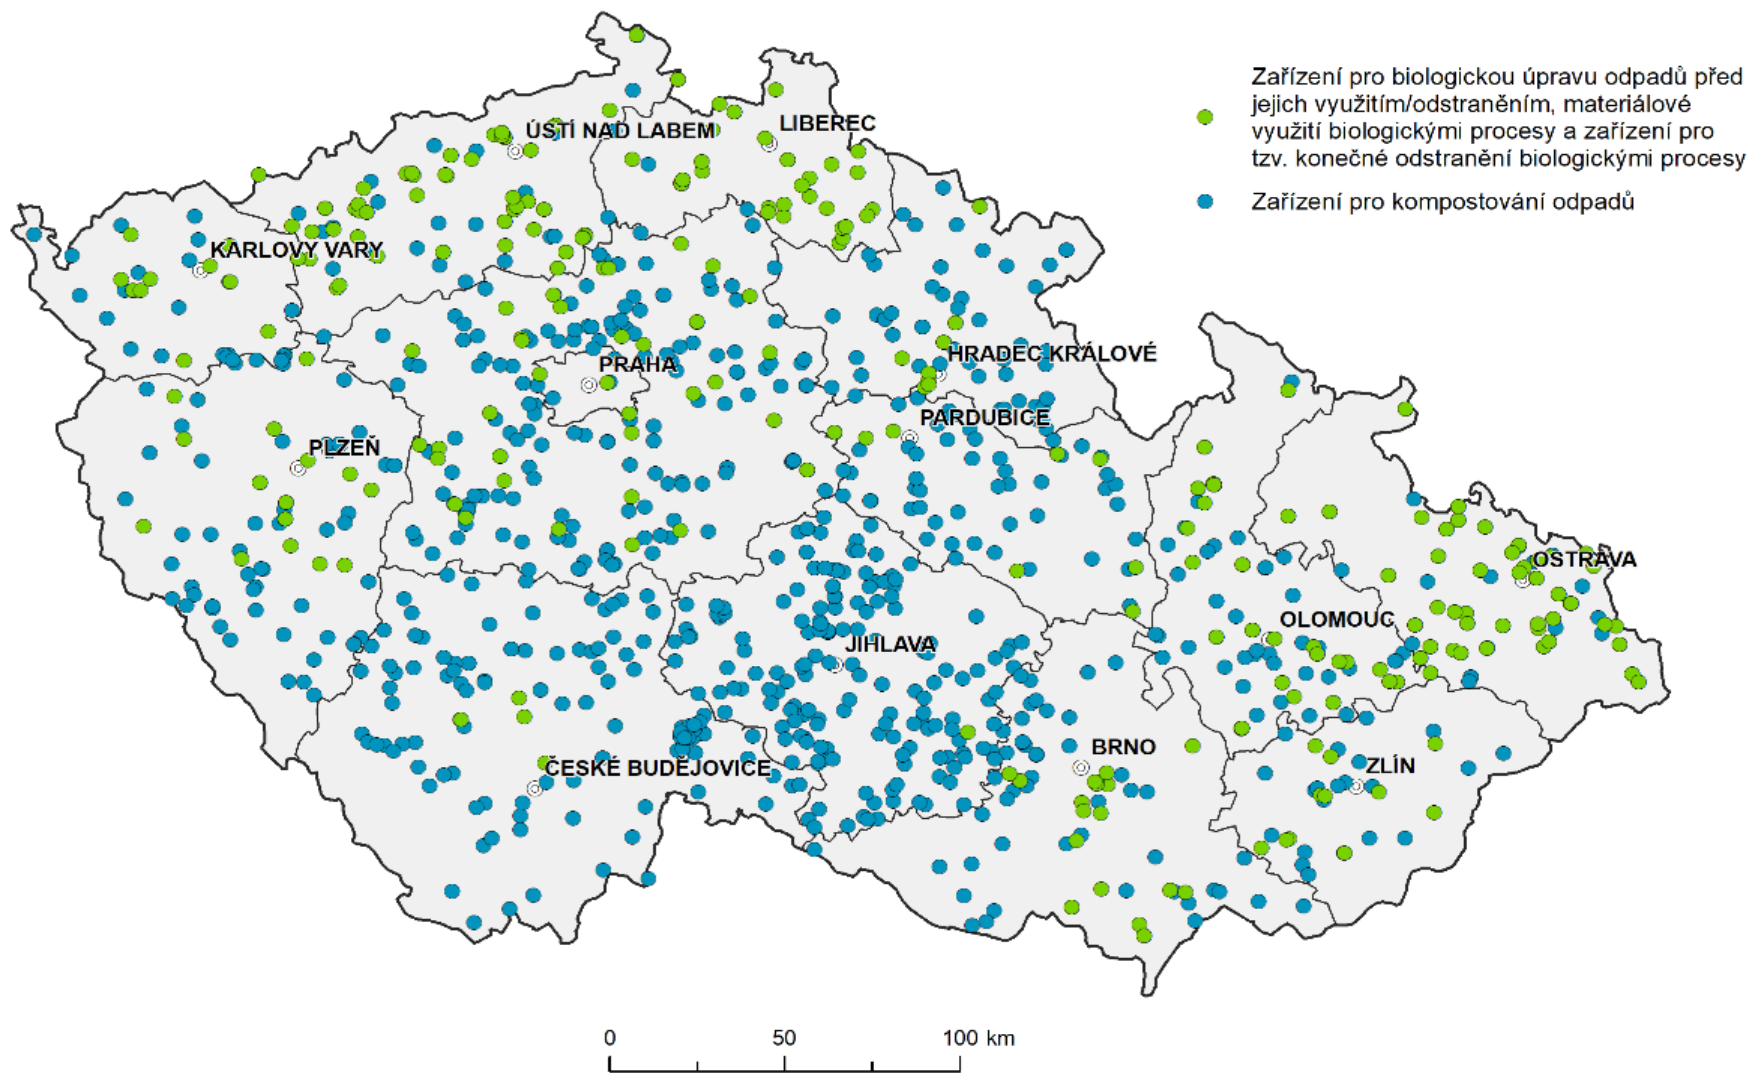 Zařízení pro biologickou úpravu odpadů před
jejich využitím/odstraněním, materiálové
využití biologickými procesy a zařízení pro
tzv. konečné odstranění biologickými procesy
Zařízení pro kompostování odpadů
ÚSTÍ NAD LABEM
LIBEREC
KARLOVY VARY
PRAHA
HRADEC KRÁLOVÉ
PARDUBICE
PLZEŇ
OSTRAVA
OLOMOUC
JIHLAVA
BRNO
ZLÍN
ČESKÉ BUDĚJOVICE
0 50 100 km